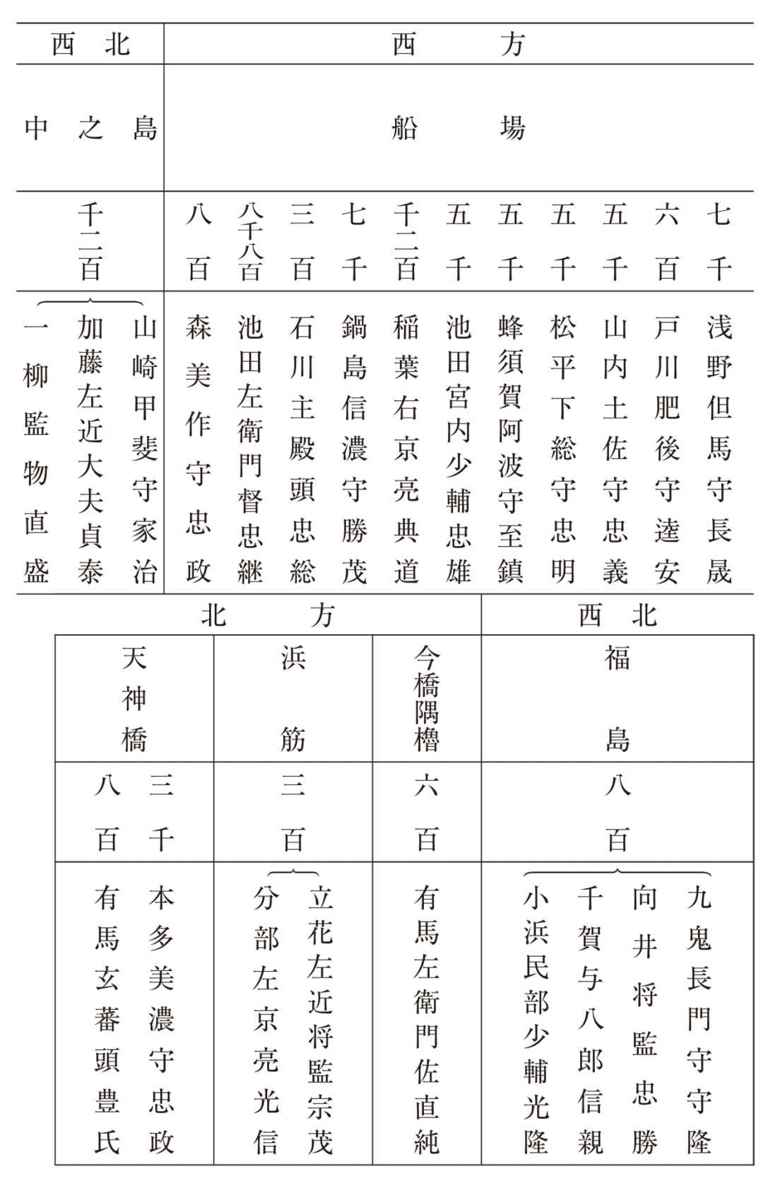 西方
船場
七千
浅野但馬守長晟
六百
戸川肥後守逵安
五千
山内土佐守忠義
五千
松平下総守忠明
五千
蜂須賀阿波守至鎮
五千
池田宮内少輔忠雄
千二百
稲葉右京亮典道
七千
鍋島信濃守勝茂
三百
石川主殿頭忠総
八千八百
池田左衛門督忠継
八百
森美作守忠政
西北
中之島
千二百
山崎甲斐守家治
加藤左近大夫貞泰
一柳監物直盛
西北
福島
八百
九鬼長門守守隆
向井将監忠勝
千賀与八郎信親
小浜民部少輔光隆
北方
今橋隅櫓
六百
有馬左衛門佐直純
浜筋
三百
立花左近将監宗茂
分部左京亮光信
天神橋
三千
本多美濃守忠政
八百
有馬玄蕃頭豊氏